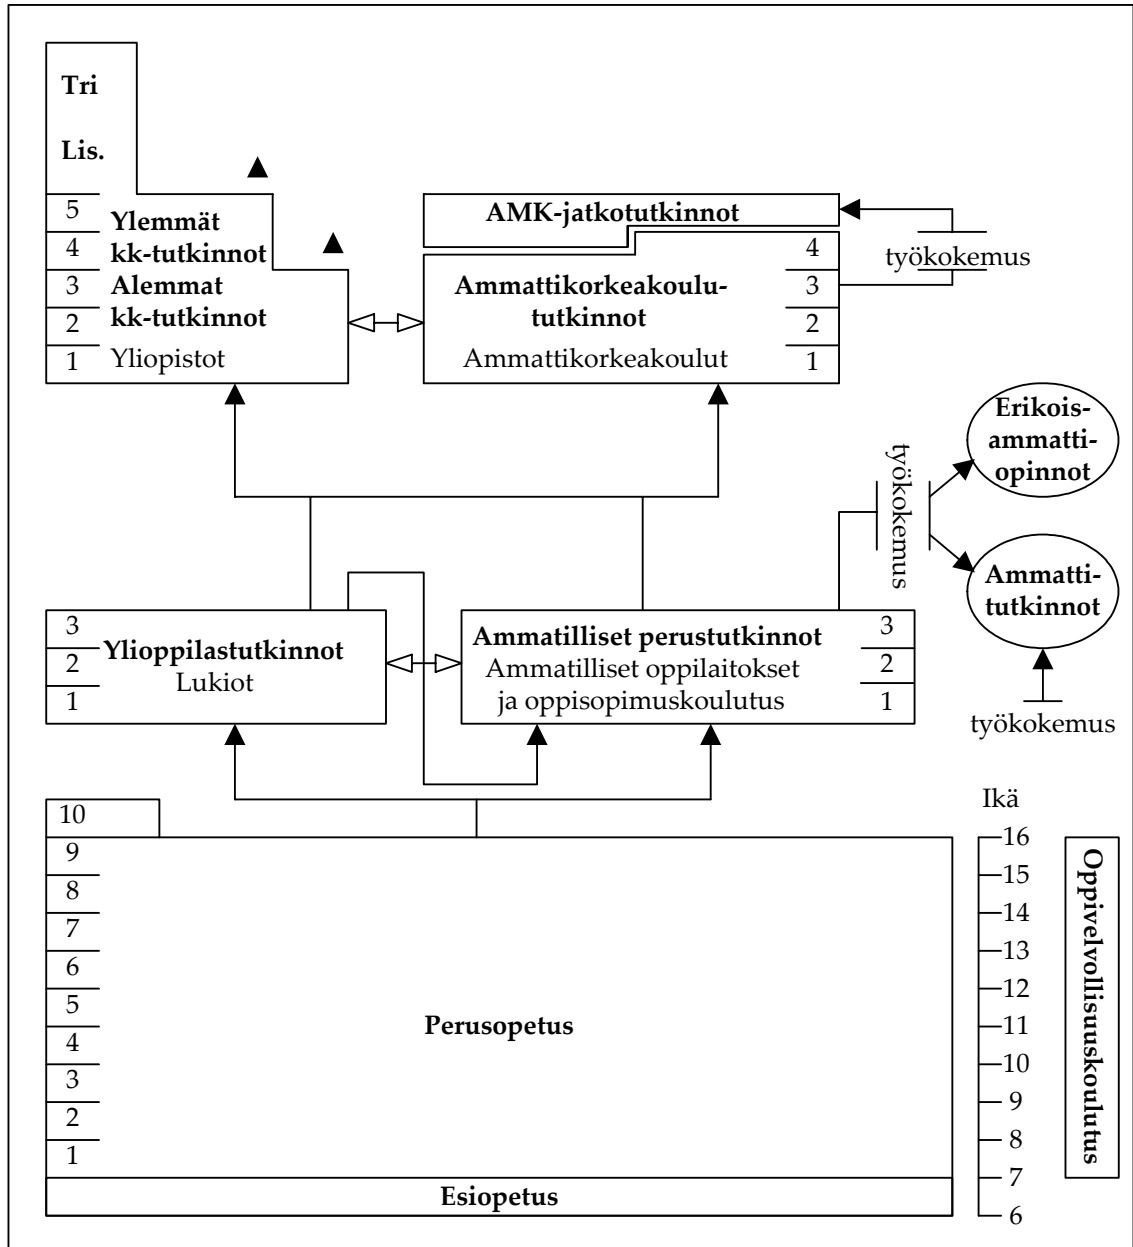 Tri
Lis.
5
4
3
2
1
Ylemmät
kk-tutkinnot
Alemmat
kk-tutkinnot
Yliopistot
AMK-jatkotutkinnot
Ammattikorkeakoulu-
tutkinnot
Ammattikorkeakoulut
4
3
2
1
työkokemus
Erikois-
ammatti-
opinnot
työkokemus
Ammatti-
tutkinnot
työkokemus
3
2
1
Ylioppilastutkinnot
Lukiot
Ammatilliset perustutkinnot
Ammatilliset oppilaitokset
ja oppisopimuskoulutus
3
2
1
10
9
8
7
6
5
4
3
2
1
Perusopetus
Esiopetus
Ikä
16
15
14
13
12
11
10
9
8
7
6
Oppivelvollisuuskoulutus